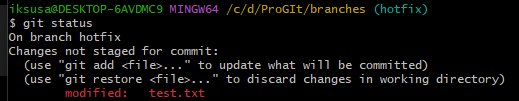 iksusa@DESKTOP-6AVDMC9 MINGW64 /c/d/ProGIt/branches (hotfix)
$ git status
On branch hotfix
Changes not staged for commit:
  (use "git add <file>..." to update what will be committed)
  (use "git restore <file>..." to discard changes in working directory)
        modified:   test.txt